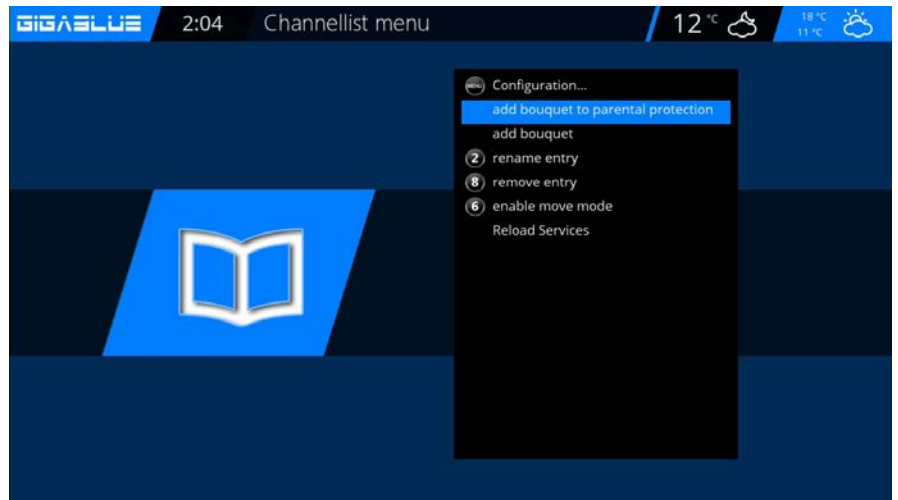 GIGABLUE 2:04 Channellist menu 12 °C 18 °C
11 °C
MENU Configuration...
add bouquet to parental protection
add bouquet
2 rename entry
8 remove entry
6 enable move mode
Reload Services